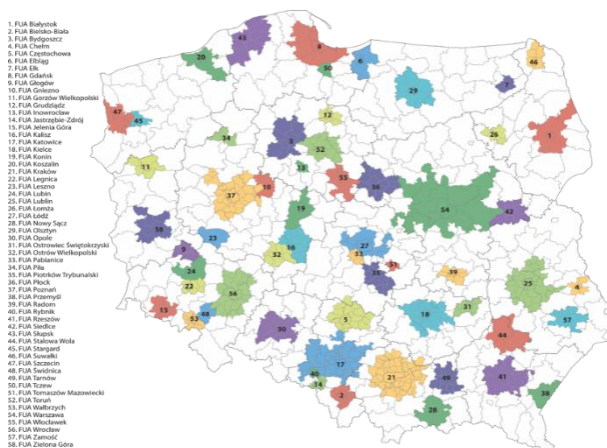 1. FUA Białystok
2. FUA Bielsko-Biała
3. FUA Bydgoszcz
4. FUA Chełm
5. FUA Częstochowa
6. FUA Elbląg
7. FUA Ełk
8. FUA Gdańsk
9. FUA Głogów
10. FUA Gniezno
11. FUA Gorzów Wielkopolski
12. FUA Grudziądz
13. FUA Inowrocław
14. FUA Jastrzębie-Zdrój
15. FUA Jelenia Góra
16. FUA Kalisz
17. FUA Katowice
18. FUA Kielce
19. FUA Konin
20. FUA Koszalin
21. FUA Kraków
22. FUA Legnica
23. FUA Leszno
24. FUA Lubin
25. FUA Lublin
26. FUA Łomża
27. FUA Łódź
28. FUA Nowy Sącz
29. FUA Olsztyn
30. FUA Opole
31. FUA Ostrowiec Świętokrzyski
32. FUA Ostrów Wielkopolski
33. FUA Pabianice
34. FUA Piła
35. FUA Piotrków Trybunalski
36. FUA Płock
37. FUA Poznań
38. FUA Przemyśl
39. FUA Radom
40. FUA Rybnik
41. FUA Rzeszów
42. FUA Siedlce
43. FUA Słupsk
44. FUA Stalowa Wola
45. FUA Stargard
46. FUA Suwałki
47. FUA Szczecin
48. FUA Świdnica
49. FUA Tarnów
50. FUA Tczew
51. FUA Tomaszów Mazowiecki
52. FUA Toruń
53. FUA Wałbrzych
54. FUA Warszawa
55. FUA Włocławek
56. FUA Wrocław
57. FUA Zamość
58. FUA Zielona Góra
43
20 8 6 46
50
29 7
47 45 12
34 3 52 26 1
11 13
37 10 55 36
19 54 42
58 23 16 27
9 32 33 51
24 35 39 25 4
22 56 31
15 53 48 5 18 57
30 44
17 21 49 41
40 14
2 28 38